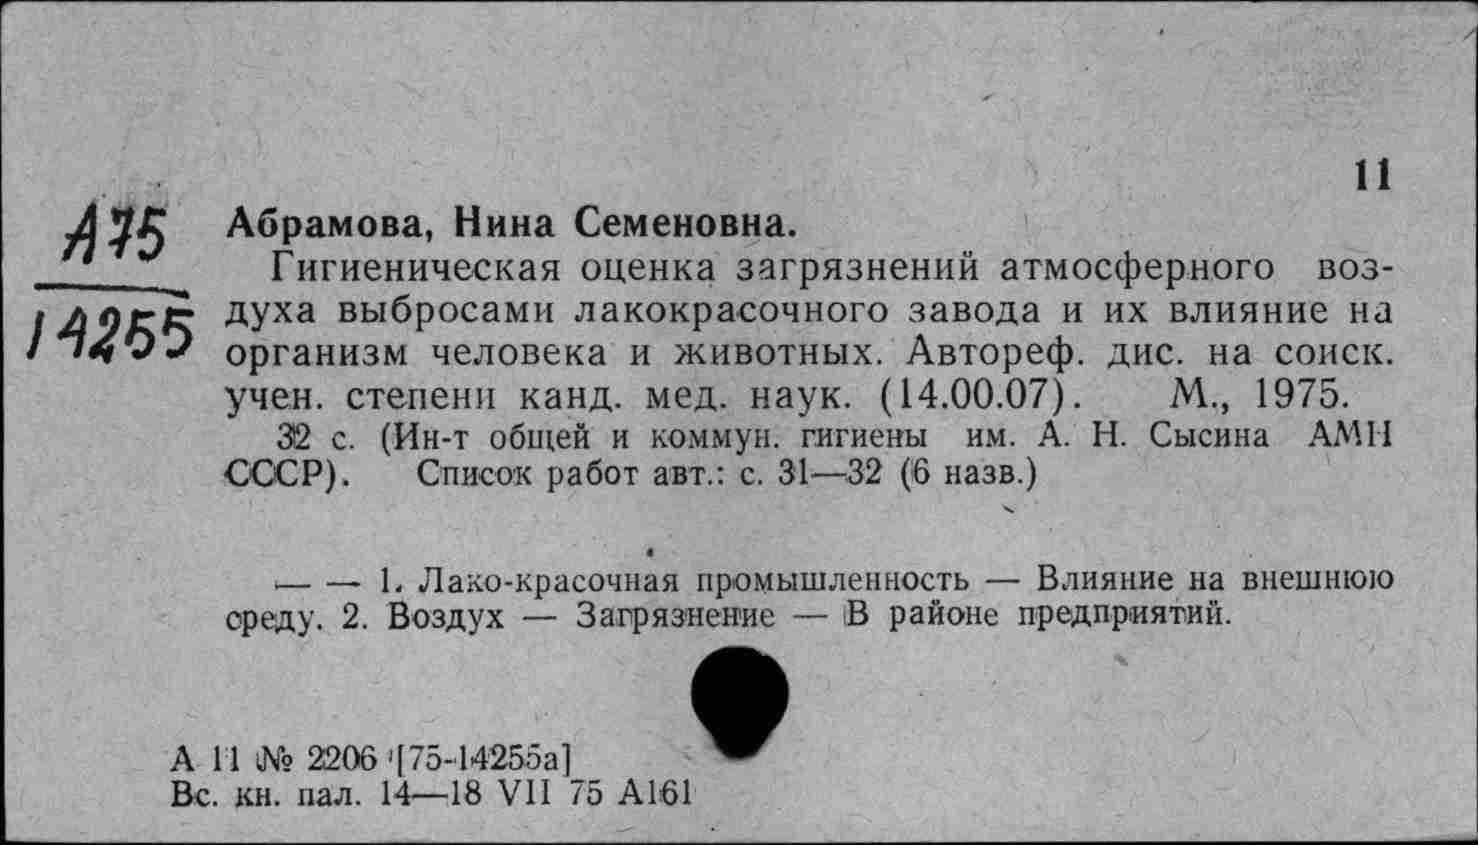 11
А75
14255
Абрамова, Нина Семеновна.
Гигиеническая оценка загрязнений атмосферного воз-
духа выбросами лакокрасочного завода и их влияние на
организм человека и животных. Автореф. дис. на соиск.
учен. степени канд. мед. наук. (14.00.07). М., 1975.
32 с. (Ин-т общей и коммун. гигиены им. А. Н. Сысина АМН
СССР). Список работ авт.: с. 31—32 (6 назв.)
— — 1. Лако-красочная промышленность — Влияние на внешнюю
среду. 2. Воздух — Загрязнение — В районе предприятий.
А 11 № 2206 [75-14255а]
Вс. кн. пал. 14—18 VII 75 А161